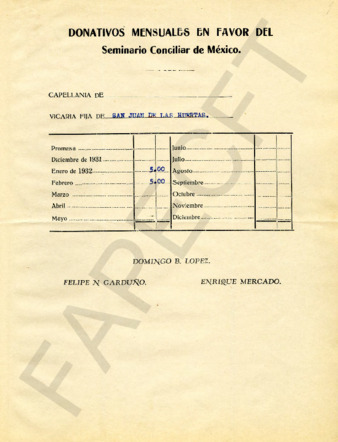 DONATIVOS MENSUALES EN FAVOR DEL
Seminario Conciliar de México.
CAPELLANIA DE
VICARIA FIJA DE SAN JUAN DE LAS HUERTAS.
Promesa
Diciembre de 1931
Enero de 1932 5.00
Febrero 5.00
Marzo
Abril
Mayo
Junio
Julio
Agosto
Septiembre
Octubre
Noviembre
Diciembre
DOMINGO B. LOPEZ.
FELIPE N GARDUÑO. ENRIQUE MERCADO.
FAPECFT